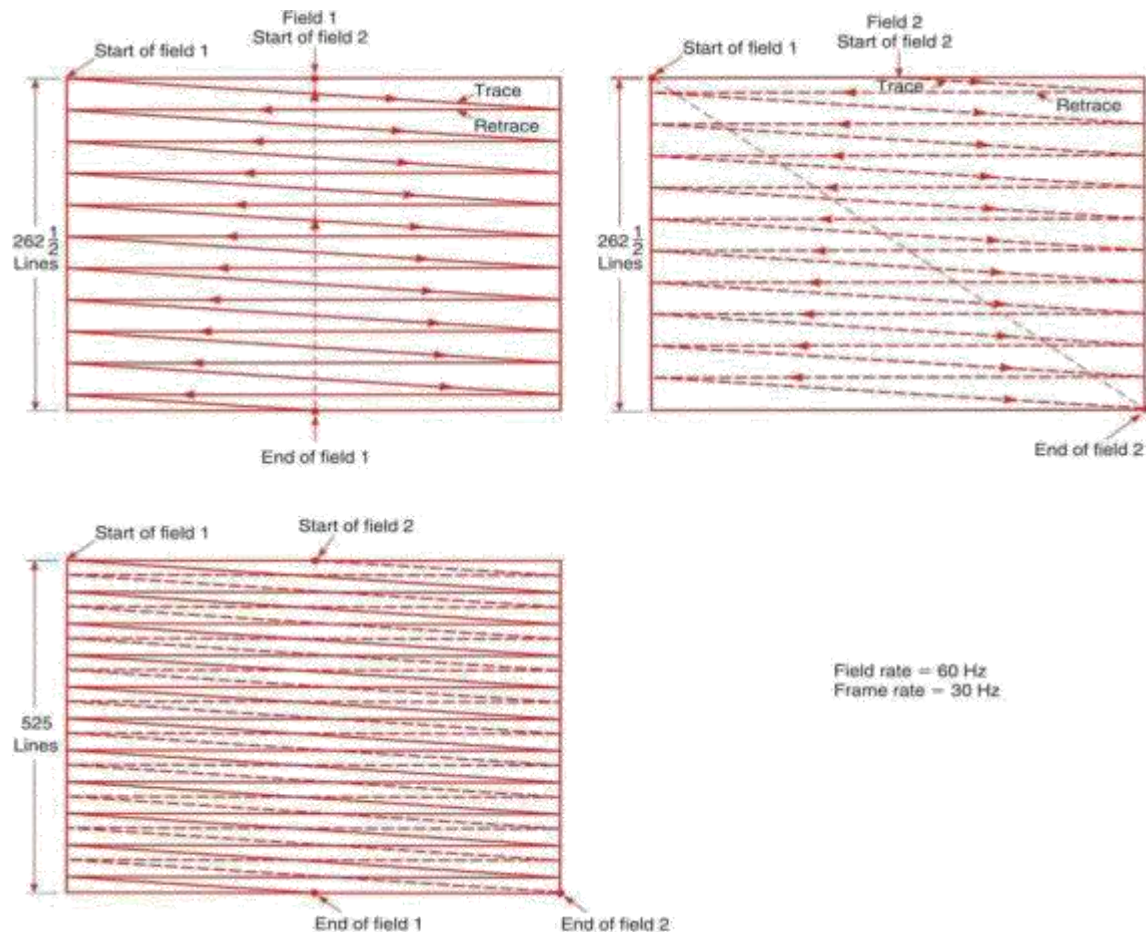 Field 1
Start of field 2
Start of field 1
Trace
Retrace
262 1/2
Lines
End of field 1
Field 2
Start of field 2
Start of field 1
Trace
Retrace
262 1/2
Lines
End of field 2
Start of field 1
Start of field 2
525
Lines
End of field 1
End of field 2
Field rate = 60 Hz
Frame rate = 30 Hz